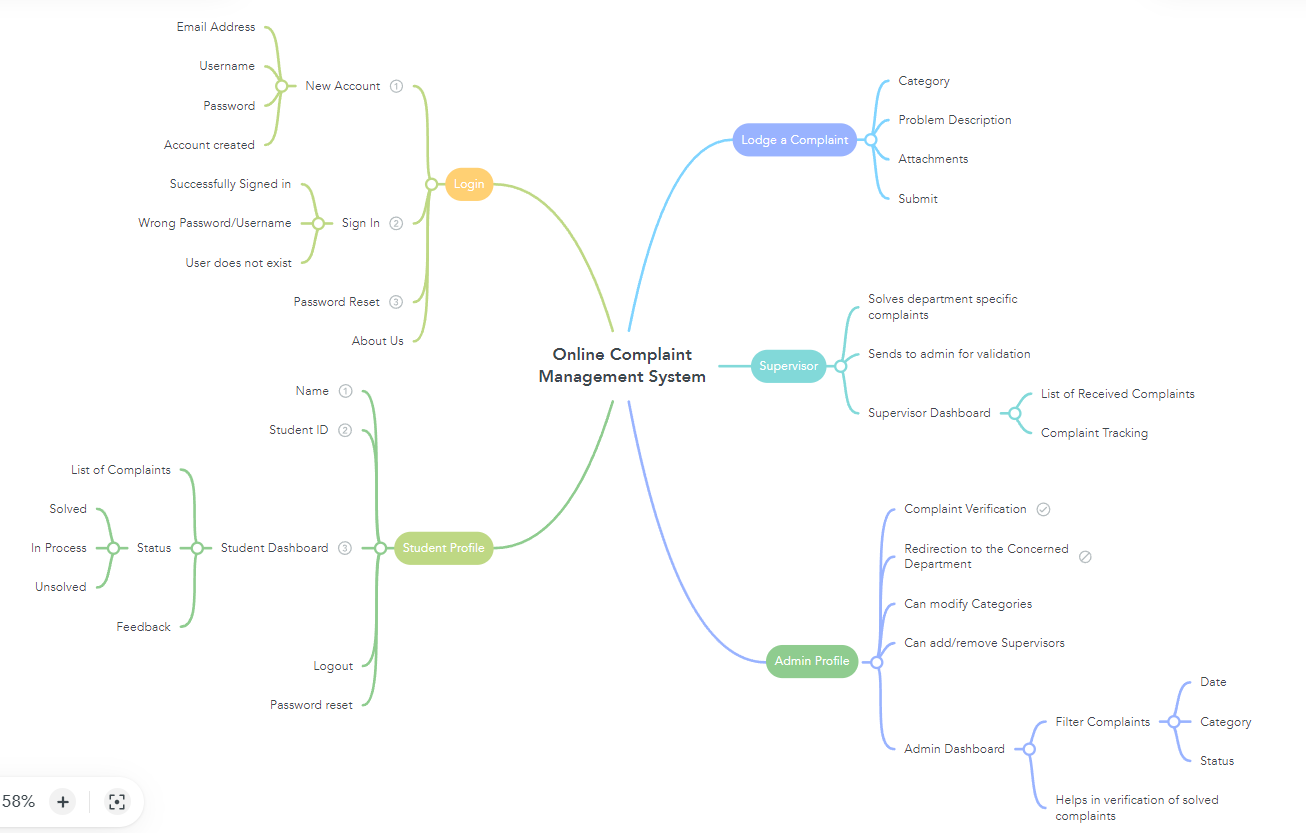 Online Complaint
Management System
Login
New Account 1
Email Address
Username
Password
Account created
Sign In 2
Successfully Signed in
Wrong Password/Username
User does not exist
Password Reset 3
About Us
Student Profile
Name 1
Student ID 2
Student Dashboard 3
List of Complaints
Status
Solved
In Process
Unsolved
Feedback
Logout
Password reset
Lodge a Complaint
Category
Problem Description
Attachments
Submit
Supervisor
Solves department specific
complaints
Sends to admin for validation
Supervisor Dashboard
List of Received Complaints
Complaint Tracking
Admin Profile
Complaint Verification
Redirection to the Concerned
Department
Can modify Categories
Can add/remove Supervisors
Admin Dashboard
Filter Complaints
Date
Category
Status
Helps in verification of solved
complaints
58% +